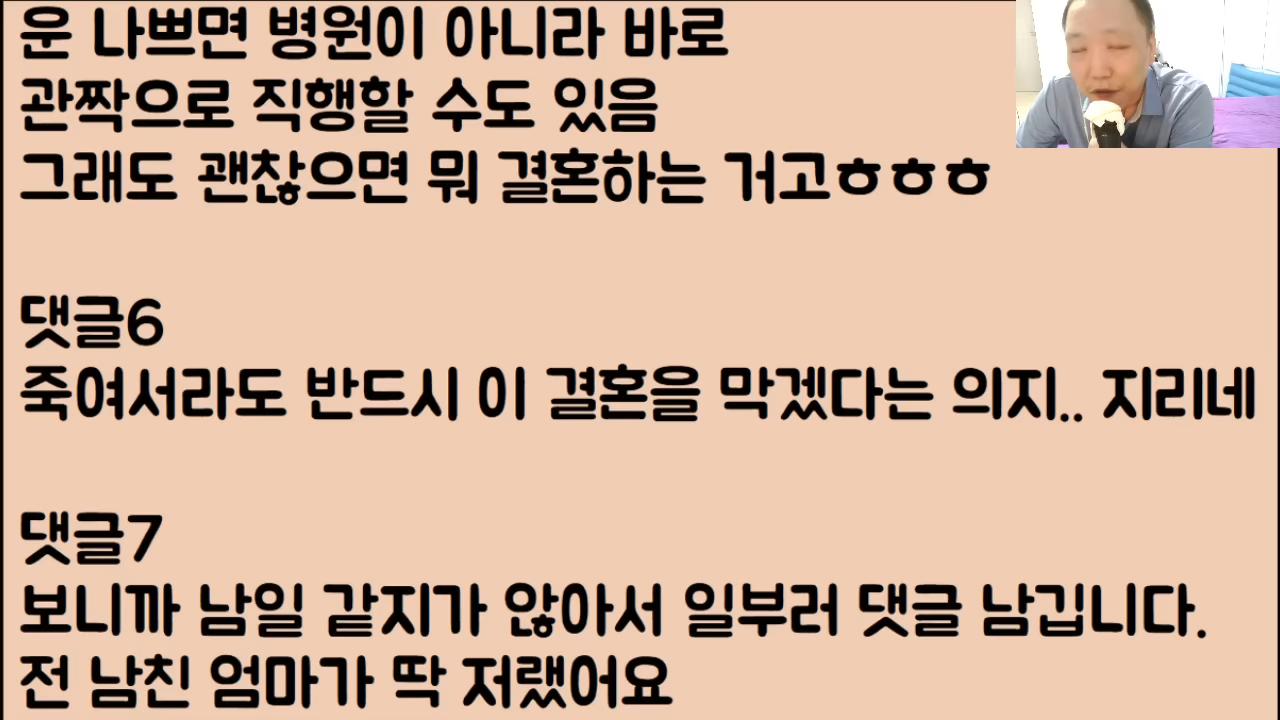 운 나쁘면 병원이 아니라 바로
관짝으로 직행할 수도 있음
그래도 괜찮으면 뭐 결혼하는 거고ㅎㅎㅎ
댓글6
죽여서라도 반드시 이 결혼을 막겠다는 의지.. 지리네
댓글7
보니까 남일 같지가 않아서 일부러 댓글 남깁니다.
전 남친 엄마가 딱 저랬어요